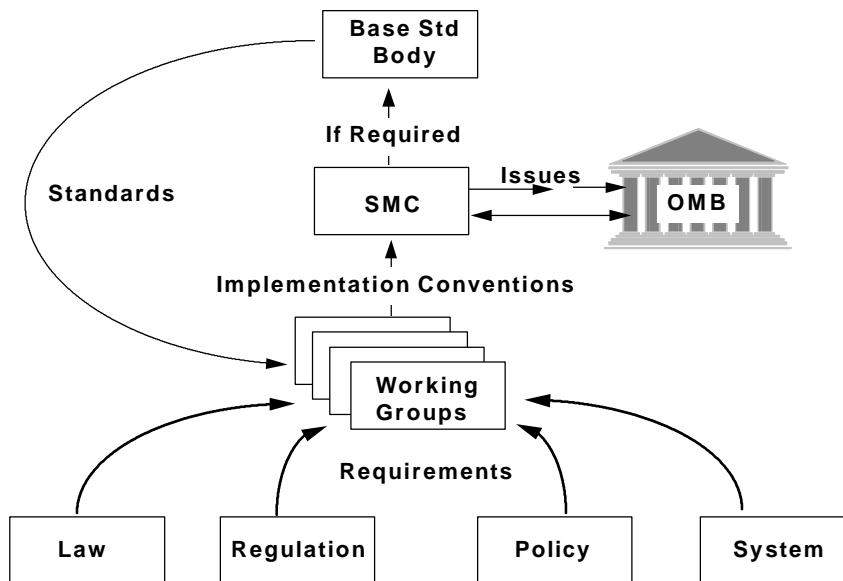 Base Std
Body
If Required
Issues
Standards
SMC
OMB
Implementation Conventions
Working
Groups
Requirements
Law
Regulation
Policy
System